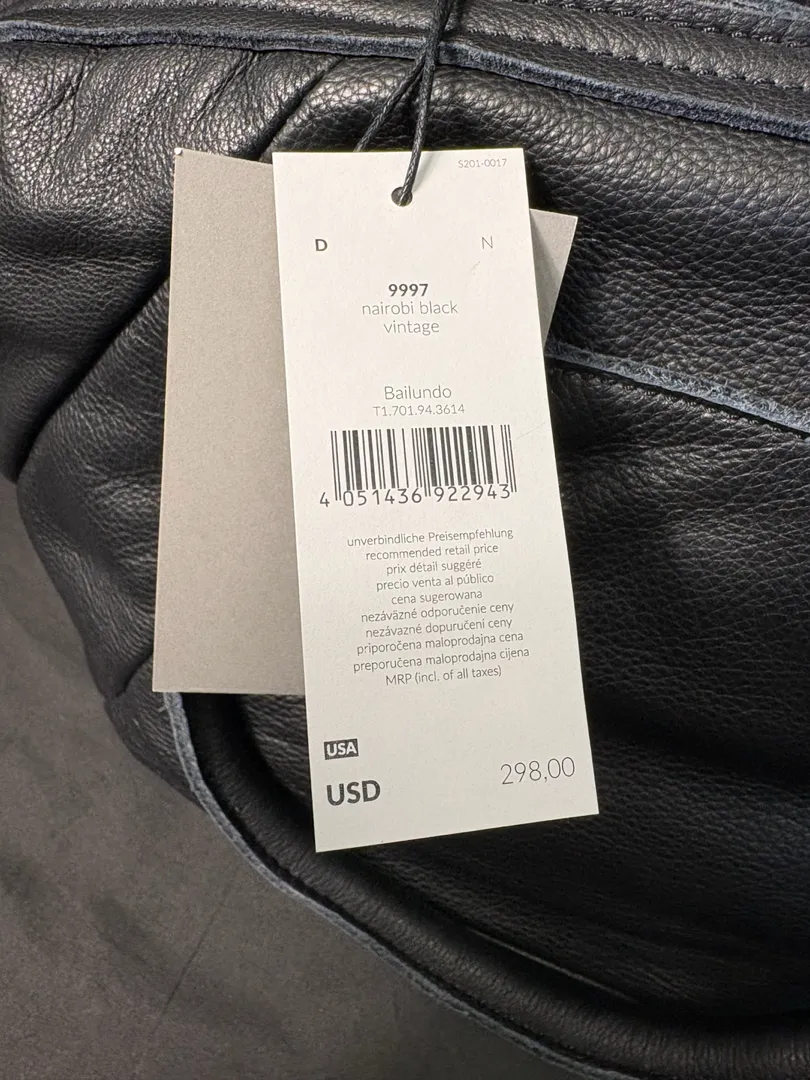 S201-0017
D N
9997
nairobi black
vintage
Bailundo
T1.701.94.3614
4 051436 922943
unverbindliche Preisempfehlung
recommended retail price
prix détail suggéré
precio venta al público
cena sugerowana
nezáväzné odporučenie ceny
nezávazné dopuručení ceny
priporočena maloprodajna cena
preporučena maloprodajna cijena
MRP (incl. of all taxes)
USA
USD 298,00